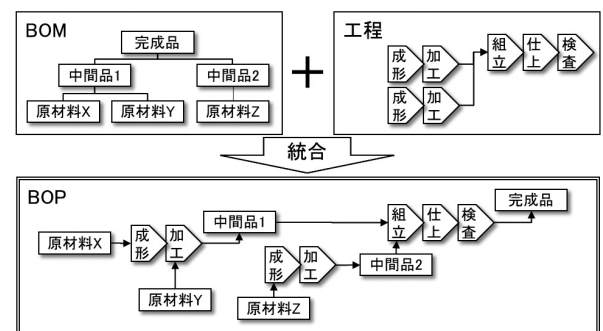 BOM
完成品
中間品1
中間品2
原材料X
原材料Y
原材料Z
+
工程
成形
加工
成形
加工
組立
仕上
検査
統合
BOP
原材料X
成形
加工
原材料Y
中間品1
成形
加工
原材料Z
中間品2
組立
仕上
検査
完成品